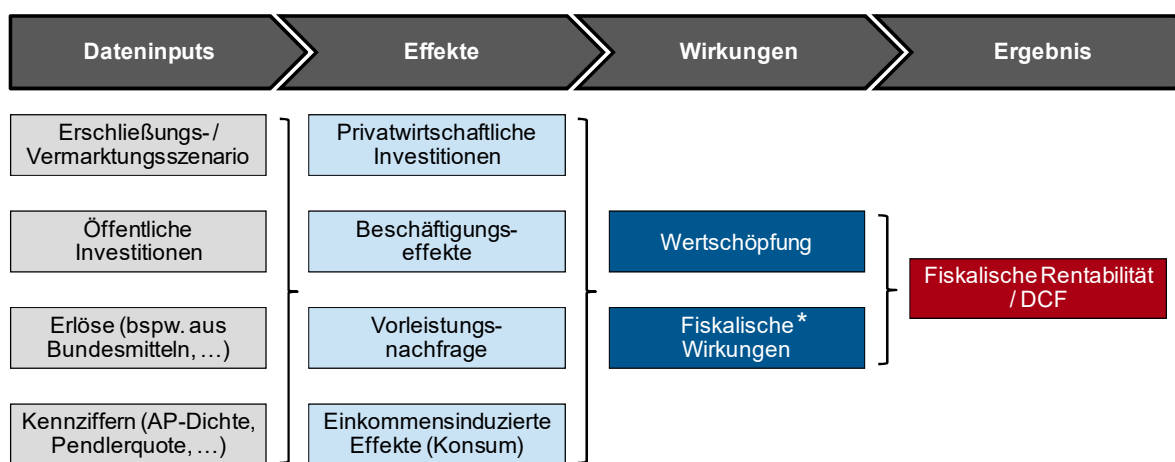 Dateninputs
Effekte
Wirkungen
Ergebnis
Erschließungs-/
Vermarktungsszenario
Öffentliche
Investitionen
Erlöse (bspw. aus
Bundesmitteln, …)
Kennziffern (AP-Dichte,
Pendlerquote, …)
Privatwirtschaftliche
Investitionen
Beschäftigungs-
effekte
Vorleistungs-
nachfrage
Einkommensinduzierte
Effekte (Konsum)
Wertschöpfung
Fiskalische *
Wirkungen
Fiskalische Rentabilität
/ DCF